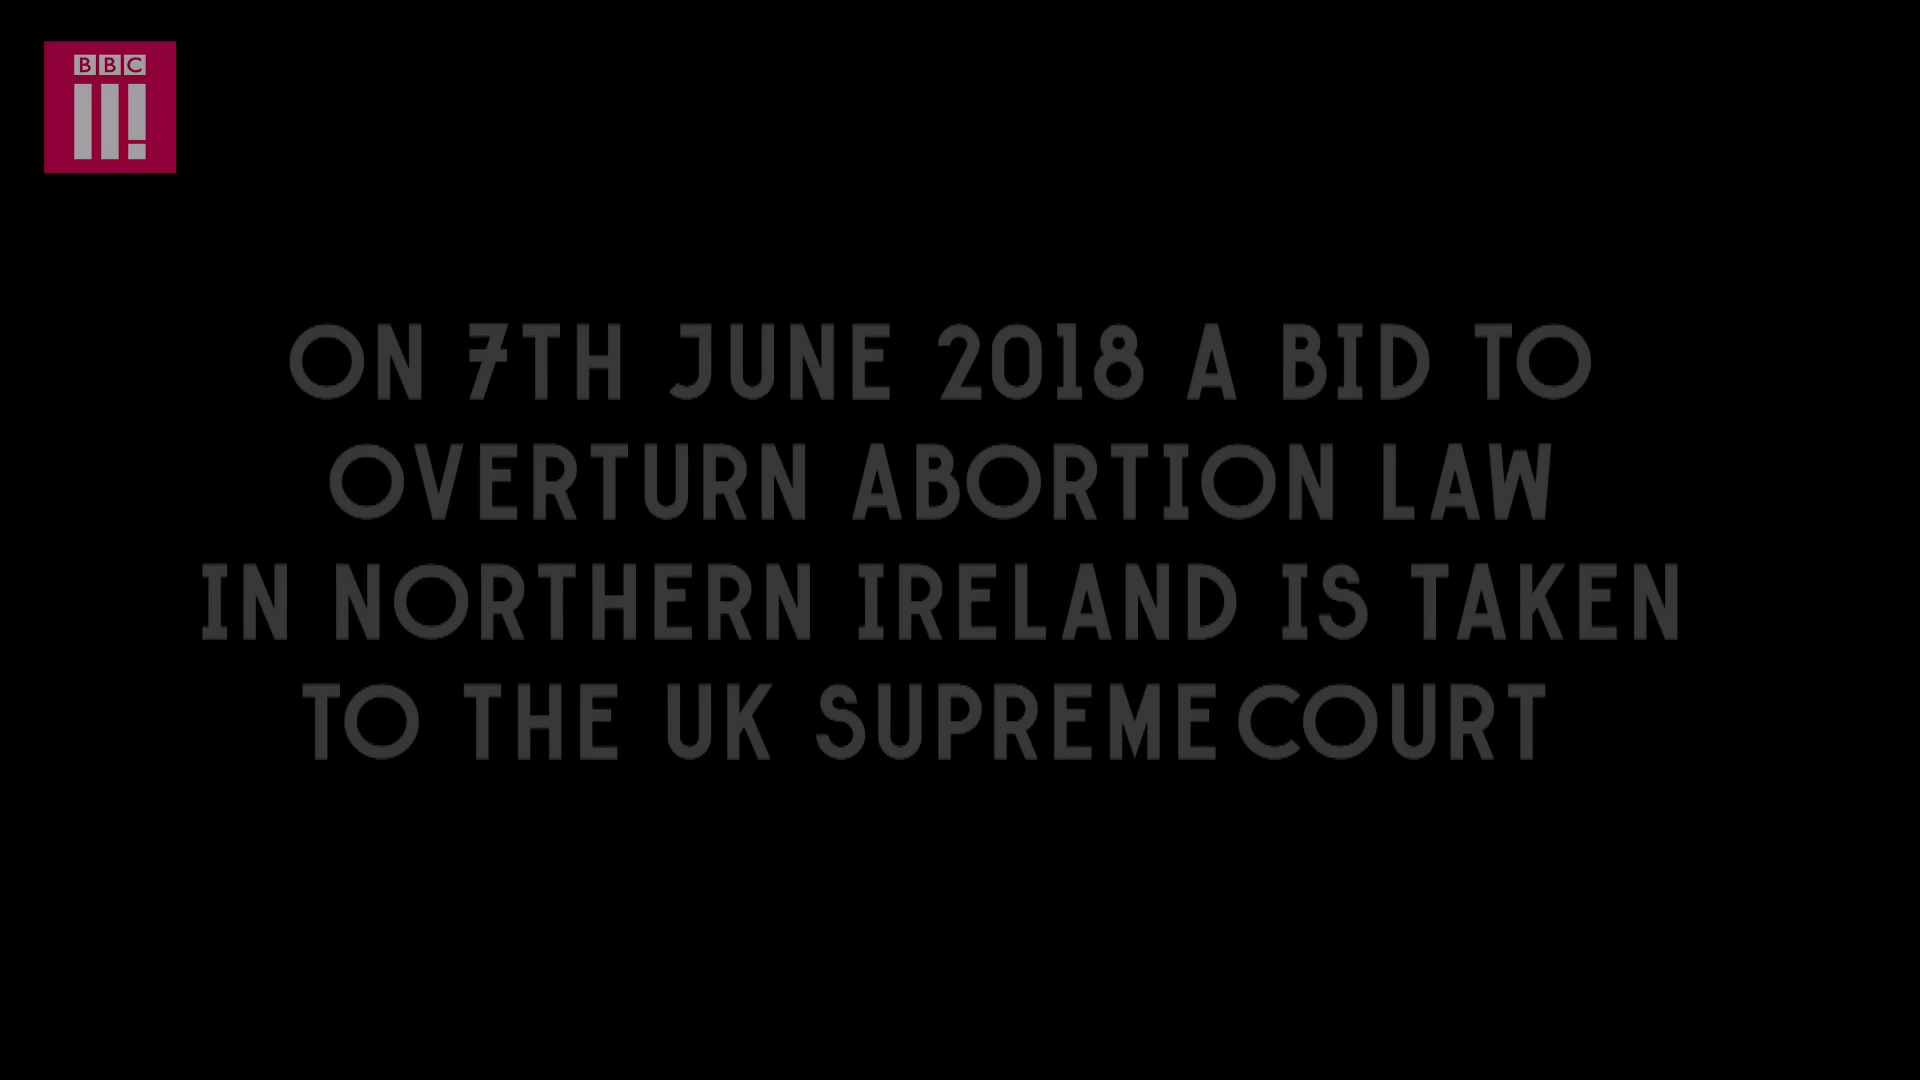 BBC
ON 7TH JUNE 2018 A BID TO
OVERTURN ABORTION LAW
IN NORTHERN IRELAND IS TAKEN
TO THE UK SUPREME COURT